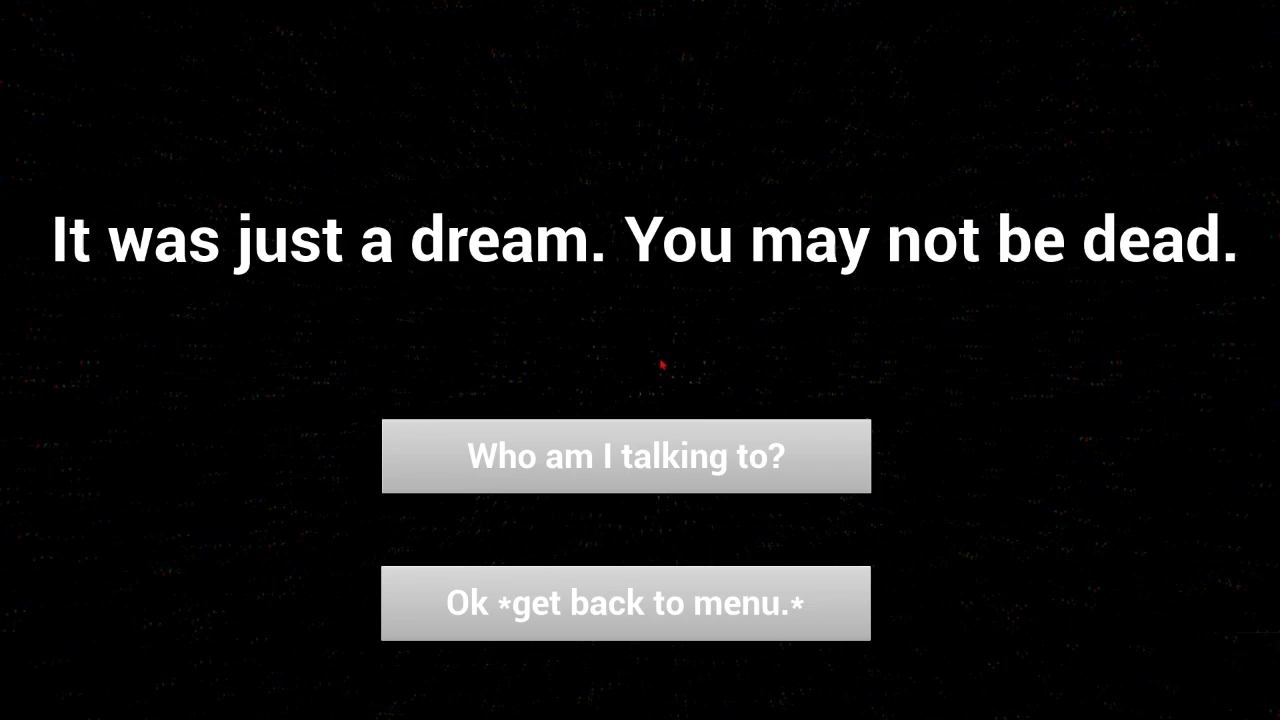 It was just a dream. You may not be dead.
Who am I talking to?
Ok *get back to menu.*